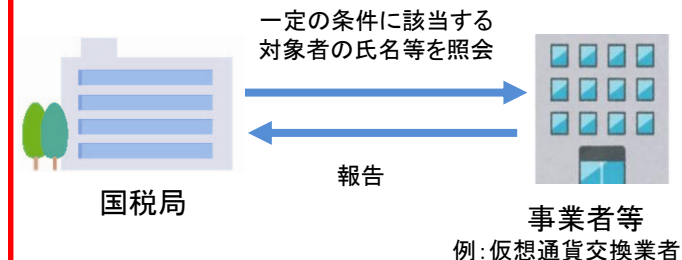 一定の条件に該当する
対象者の氏名等を照会
報告
国税局
事業者等
例：仮想通貨交換業者